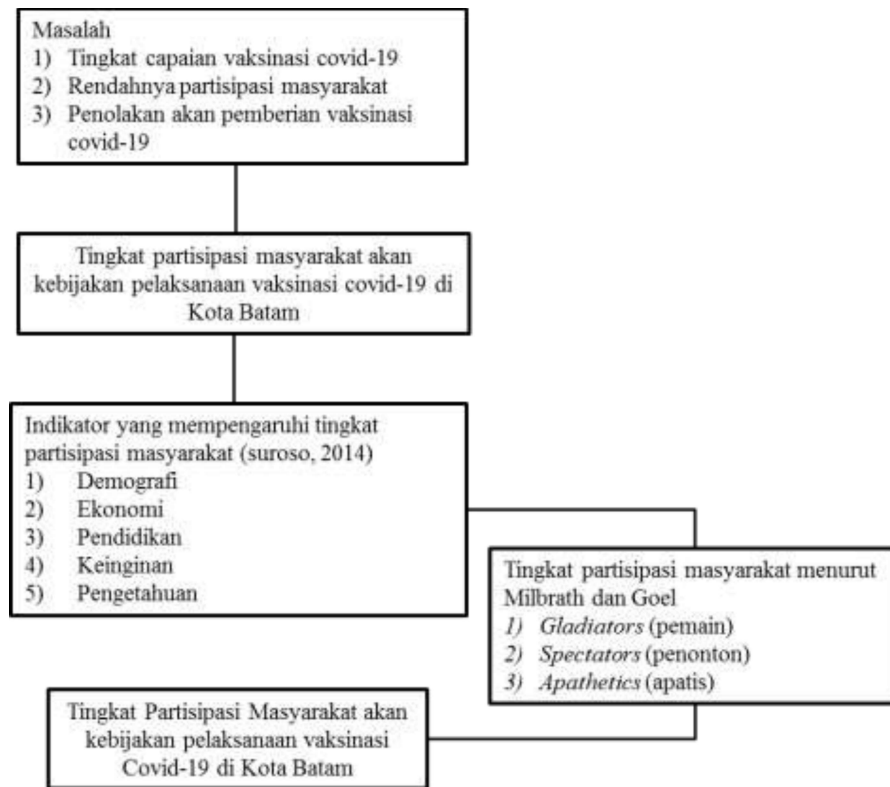 Masalah
1) Tingkat capaian vaksinasi covid-19
2) Rendahnya partisipasi masyarakat
3) Penolakan akan pemberian vaksinasi
covid-19
Tingkat partisipasi masyarakat akan
kebijakan pelaksanaan vaksinasi covid-19 di
Kota Batam
Indikator yang mempengaruhi tingkat
partisipasi masyarakat (suroso, 2014)
1) Demografi
2) Ekonomi
3) Pendidikan
4) Keinginan
5) Pengetahuan
Tingkat partisipasi masyarakat menurut
Milbrath dan Goel
1) Gladiators (pemain)
2) Spectators (penonton)
3) Apathetics (apatis)
Tingkat Partisipasi Masyarakat akan
kebijakan pelaksanaan vaksinasi
Covid-19 di Kota Batam